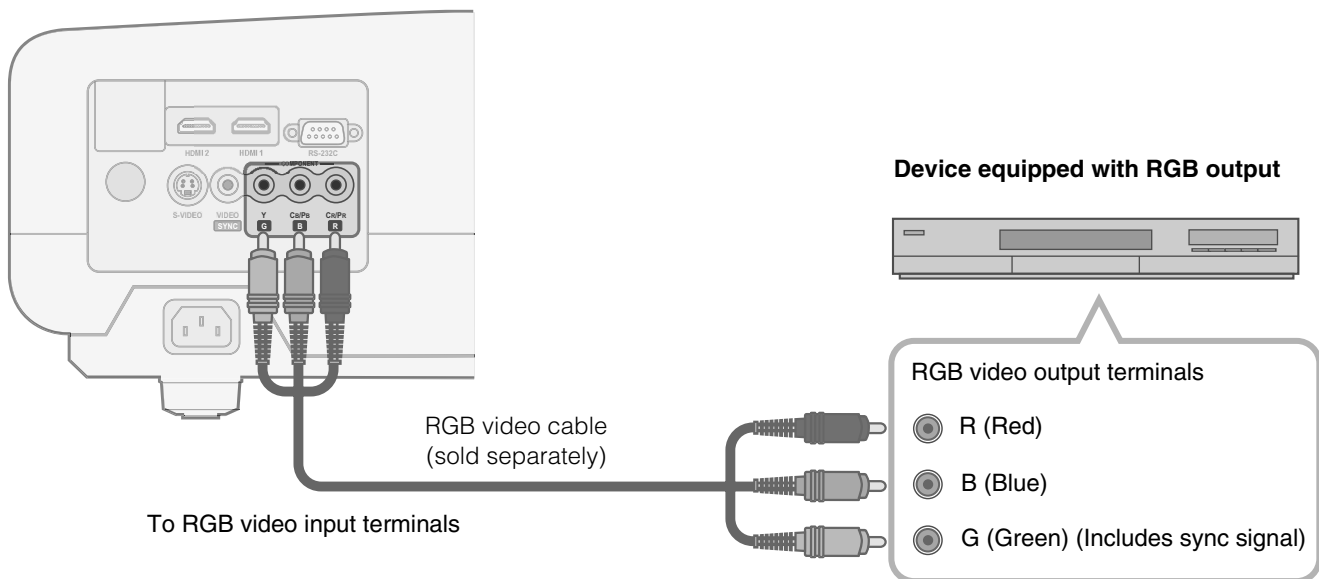 HDMI 2 HDMI 1 RS-232C
COMPONENT
S-VIDEO VIDEO Y CB/PB CR/PR
SYNC G B R
Device equipped with RGB output
RGB video output terminals
R (Red)
B (Blue)
G (Green) (Includes sync signal)
RGB video cable
(sold separately)
To RGB video input terminals